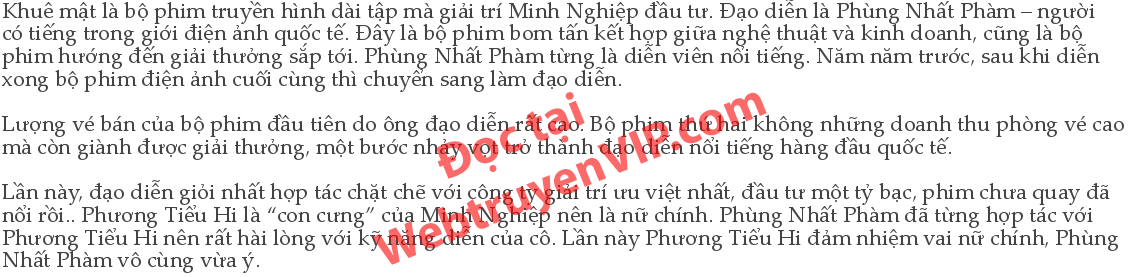 Khuê mật là bộ phim truyền hình dài tập mà giải trí Minh Nghiệp đầu tư. Đạo diễn là Phùng Nhất Phàm – người
có tiếng trong giới điện ảnh quốc tế. Đây là bộ phim bom tấn kết hợp giữa nghệ thuật và kinh doanh, cũng là bộ
phim hướng đến giải thưởng sắp tới. Phùng Nhất Phàm từng là diễn viên nổi tiếng. Năm năm trước, sau khi diễn
xong bộ phim điện ảnh cuối cùng thì chuyển sang làm đạo diễn.
Lượng vé bán của bộ phim đầu tiên do ông đạo diễn rất cao. Bộ phim thứ hai không những doanh thu phòng vé cao
mà còn giành được giải thưởng, một bước nhảy vọt trở thành đạo diễn nổi tiếng hàng đầu quốc tế.
Lần này, đạo diễn giỏi nhất hợp tác chặt chẽ với công ty giải trí ưu việt nhất, đầu tư một tỷ bạc, phim chưa quay đã
nổi rồi.. Phương Tiểu Hi là “con cưng” của Minh Nghiệp nên là nữ chính. Phùng Nhất Phàm đã từng hợp tác với
Phương Tiểu Hi nên rất hài lòng với kỹ năng diễn của cô. Lần này Phương Tiểu Hi đảm nhiệm vai nữ chính, Phùng
Nhất Phàm vô cùng vừa ý.
Đọc tại
WebtruyenVIP.com